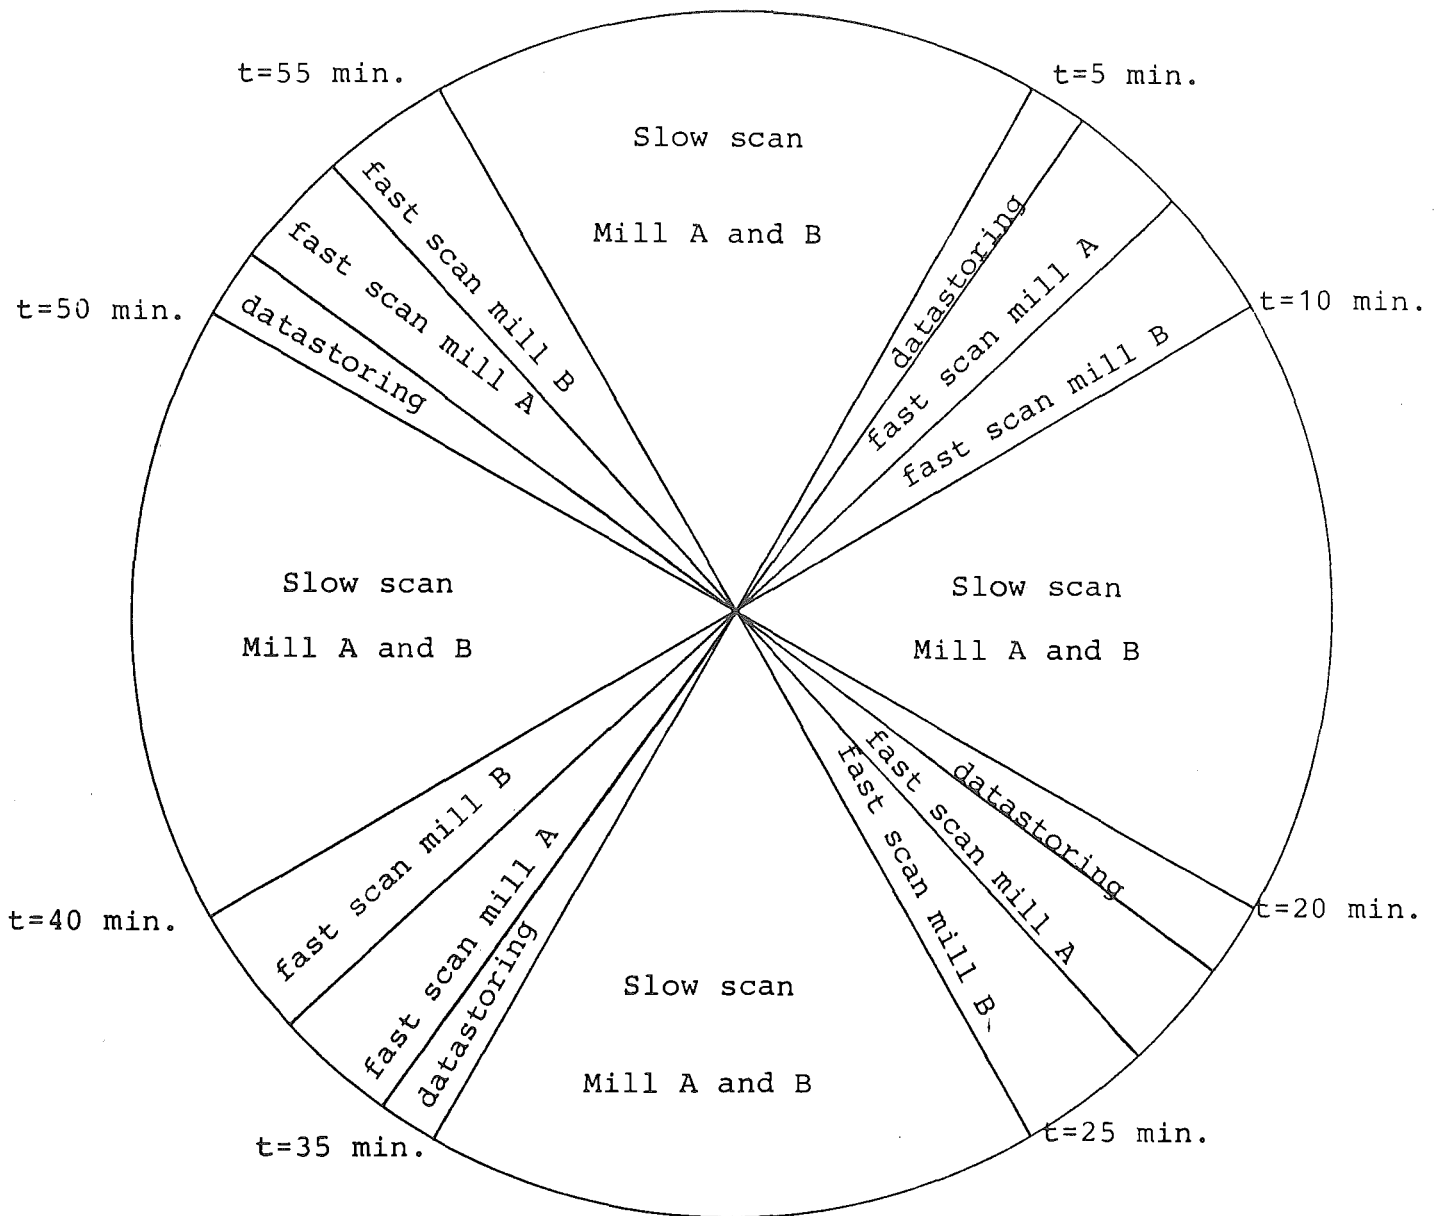 t=55 min.
t=5 min.
Slow scan
Mill A and B
datastoring
fast scan mill A
fast scan mill B
t=10 min.
Slow scan
Mill A and B
t=20 min.
datastoring
fast scan mill A
fast scan mill B
t=25 min.
Slow scan
Mill A and B
t=35 min.
datastoring
fast scan mill A
fast scan mill B
t=40 min.
Slow scan
Mill A and B
t=50 min.
datastoring
fast scan mill A
fast scan mill B